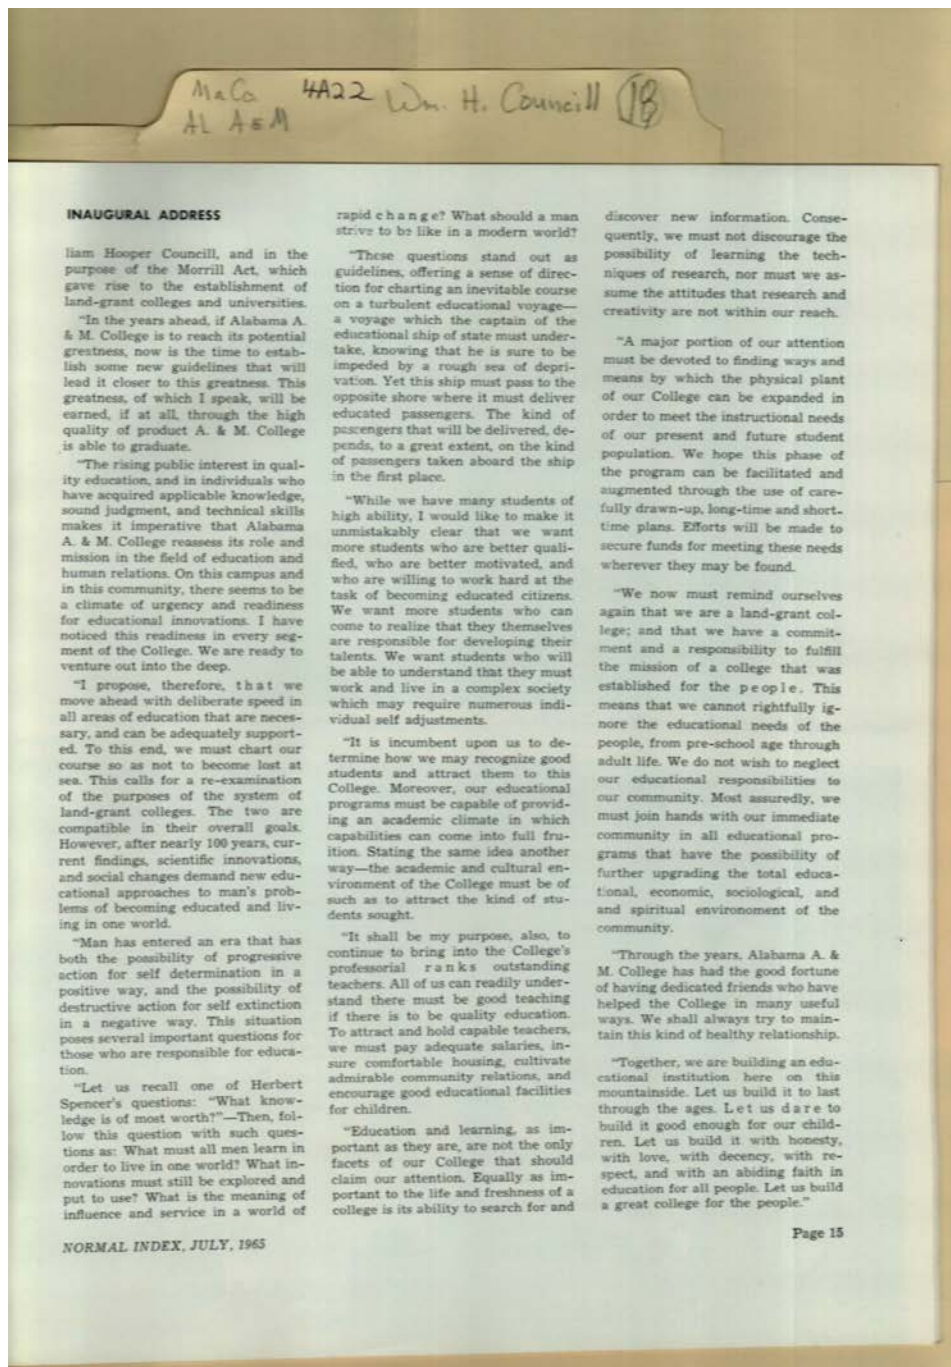 MaCo 4A22 Wm. H. Councill 18
AL A&M
INAUGURAL ADDRESS
liam Hooper Councill, and in the
purpose of the Morrill Act, which
gave rise to the establishment of
land-grant colleges and universities.
"In the years ahead, if Alabama A.
& M. College is to reach its potential
greatness, now is the time to estab-
lish some new guidelines that will
lead it closer to this greatness. This
greatness, of which I speak, will be
earned, if at all, through the high
quality of product A. & M. College
is able to graduate.
"The rising public interest in qual-
ity education, and in individuals who
have acquired applicable knowledge,
sound judgment, and technical skills
makes it imperative that Alabama
A. & M. College reassess its role and
mission in the field of education and
human relations. On this campus and
in this community, there seems to be
a climate of urgency and readiness
for educational innovations. I have
noticed this readiness in every seg-
ment of the College. We are ready to
venture out into the deep.
"I propose, therefore, that we
move ahead with deliberate speed in
all areas of education that are neces-
sary, and can be adequately support-
ed. To this end, we must chart our
course so as not to become lost at
sea. This calls for a re-examination
of the purposes of the system of
land-grant colleges. The two are
compatible in their overall goals.
However, after nearly 100 years, cur-
rent findings, scientific innovations,
and social changes demand new edu-
cational approaches to man's prob-
lems of becoming educated and liv-
ing in one world.
"Man has entered an era that has
both the possibility of progressive
action for self determination in a
positive way, and the possibility of
destructive action for self extinction
in a negative way. This situation
poses several important questions for
those who are responsible for educa-
tion.
"Let us recall one of Herbert
Spencer's questions: "What know-
ledge is of most worth?"—Then, fol-
low this question with such ques-
tions as: What must all men learn in
order to live in one world? What in-
novations must still be explored and
put to use? What is the meaning of
influence and service in a world of
rapid change? What should a man
strive to be like in a modern world?
"These questions stand out as
guidelines, offering a sense of direc-
tion for charting an inevitable course
on a turbulent educational voyage—
a voyage which the captain of the
educational ship of state must under-
take, knowing that he is sure to be
impeded by a rough sea of depri-
vation. Yet this ship must pass to the
opposite shore where it must deliver
educated passengers. The kind of
passengers that will be delivered, de-
pends, to a great extent, on the kind
of passengers taken aboard the ship
in the first place.
"While we have many students of
high ability, I would like to make it
unmistakably clear that we want
more students who are better quali-
fied, who are better motivated, and
who are willing to work hard at the
task of becoming educated citizens.
We want more students who can
come to realize that they themselves
are responsible for developing their
talents. We want students who will
be able to understand that they must
work and live in a complex society
which may require numerous indi-
vidual self adjustments.
"It is incumbent upon us to de-
termine how we may recognize good
students and attract them to this
College. Moreover, our educational
programs must be capable of provid-
ing an academic climate in which
capabilities can come into full fru-
ition. Stating the same idea another
way—the academic and cultural en-
vironment of the College must be of
such as to attract the kind of stu-
dents sought.
"It shall be my purpose, also, to
continue to bring into the College's
professorial ranks outstanding
teachers. All of us can readily under-
stand there must be good teaching
if there is to be quality education.
To attract and hold capable teachers,
we must pay adequate salaries, in-
sure comfortable housing, cultivate
admirable community relations, and
encourage good educational facilities
for children.
"Education and learning, as im-
portant as they are, are not the only
facets of our College that should
claim our attention. Equally as im-
portant to the life and freshness of a
college is its ability to search for and
discover new information. Conse-
quently, we must not discourage the
possibility of learning the tech-
niques of research, nor must we as-
sume the attitudes that research and
creativity are not within our reach.
"A major portion of our attention
must be devoted to finding ways and
means by which the physical plant
of our College can be expanded in
order to meet the instructional needs
of our present and future student
population. We hope this phase of
the program can be facilitated and
augmented through the use of care-
fully drawn-up, long-time and short-
time plans. Efforts will be made to
secure funds for meeting these needs
wherever they may be found.
"We now must remind ourselves
again that we are a land-grant col-
lege; and that we have a commit-
ment and a responsibility to fulfill
the mission of a college that was
established for the people. This
means that we cannot rightfully ig-
nore the educational needs of the
people, from pre-school age through
adult life. We do not wish to neglect
our educational responsibilities to
our community. Most assuredly, we
must join hands with our immediate
community in all educational pro-
grams that have the possibility of
further upgrading the total educa-
tional, economic, sociological, and
and spiritual environoment of the
community.
"Through the years, Alabama A. &
M. College has had the good fortune
of having dedicated friends who have
helped the College in many useful
ways. We shall always try to main-
tain this kind of healthy relationship.
"Together, we are building an edu-
cational institution here on this
mountainside. Let us build it to last
through the ages. Let us dare to
build it good enough for our child-
ren. Let us build it with honesty,
with love, with decency, with re-
spect, and with an abiding faith in
education for all people. Let us build
a great college for the people."
NORMAL INDEX, JULY, 1965
Page 15